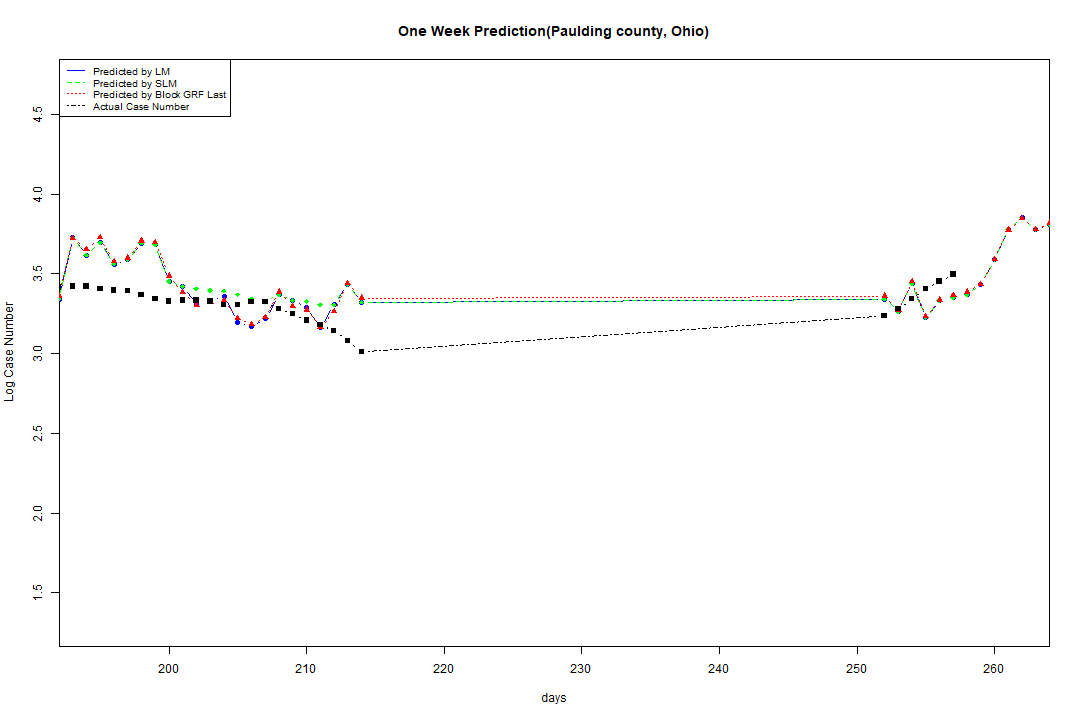 One Week Prediction(Paulding county, Ohio)
Predicted by LM
Predicted by SLM
Predicted by Block GRF Last
Actual Case Number
4.5
4.0
3.5
3.0
2.5
2.0
1.5
Log Case Number
200
210
220
230
240
250
260
days